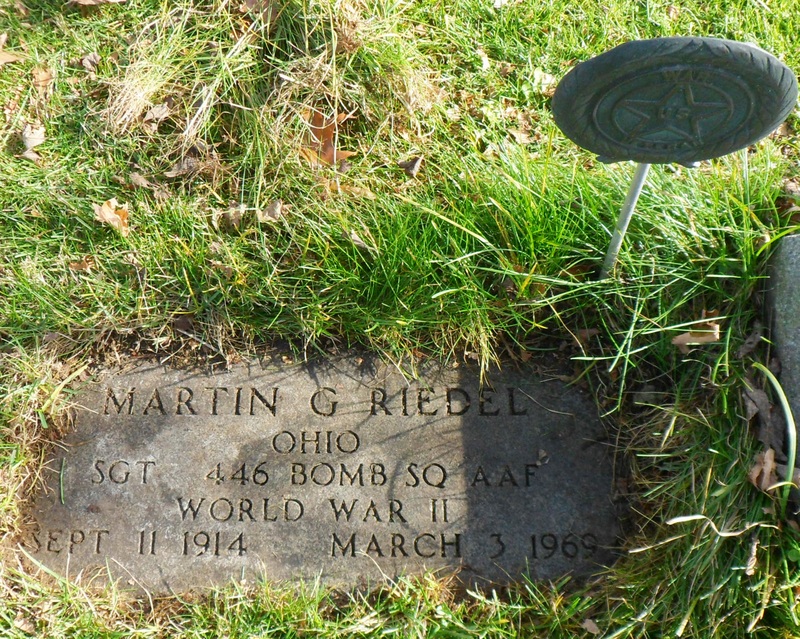 MARTIN G RIEDEL
OHIO
SGT 446 BOMB SQ AAF
WORLD WAR II
SEPT 11 1914 MARCH 3 1969